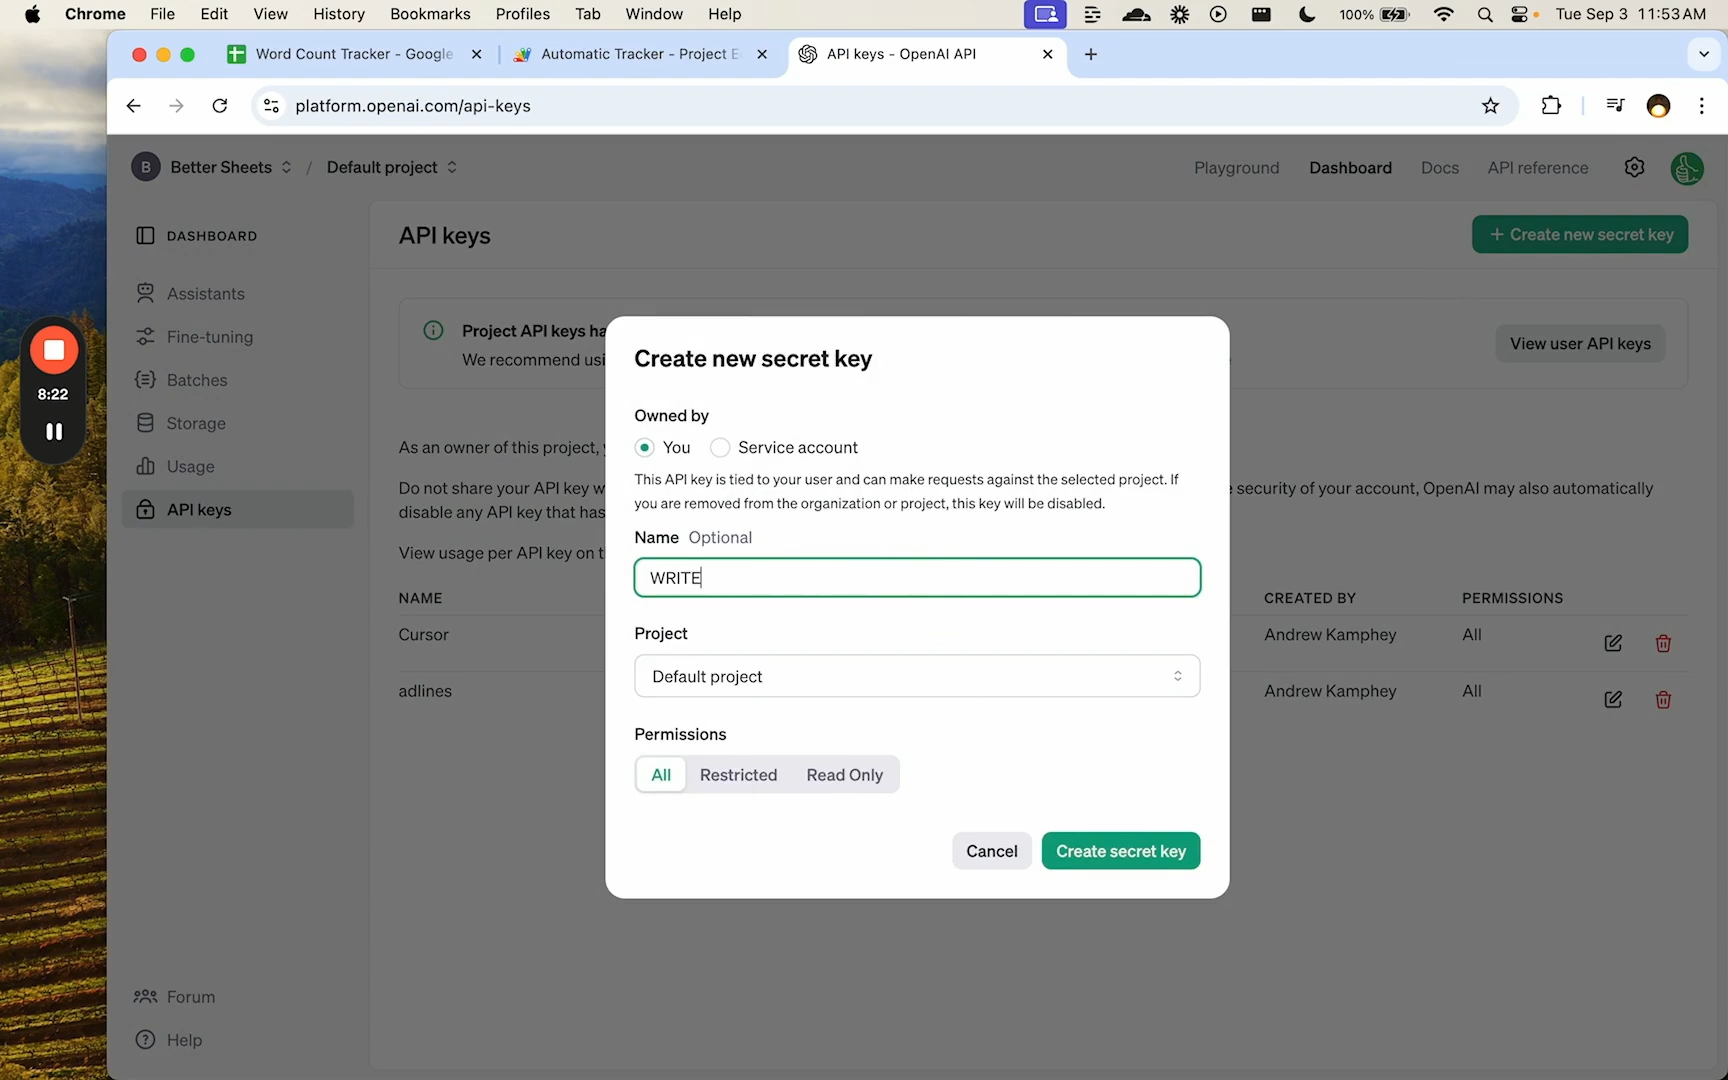 Chrome File Edit View History Bookmarks Profiles Tab Window Help 100% Tue Sep 3 11:53 AM
Word Count Tracker - Google
Automatic Tracker - Project E
API keys - OpenAI API
platform.openai.com/api-keys
B Better Sheets / Default project
Playground Dashboard Docs API reference
DASHBOARD
Assistants
Fine-tuning
Batches
Storage
Usage
API keys
Forum
Help
8:22
API keys
+ Create new secret key
Project API keys ha
We recommend usi
View user API keys
As an owner of this project, y
Do not share your API key w
e security of your account, OpenAI may also automatically
disable any API key that has
View usage per API key on t
NAME CREATED BY PERMISSIONS
Cursor Andrew Kamphey All
adlines Andrew Kamphey All
Create new secret key
Owned by
You Service account
This API key is tied to your user and can make requests against the selected project. If
you are removed from the organization or project, this key will be disabled.
Name Optional
WRITE
Project
Default project
Permissions
All Restricted Read Only
Cancel Create secret key